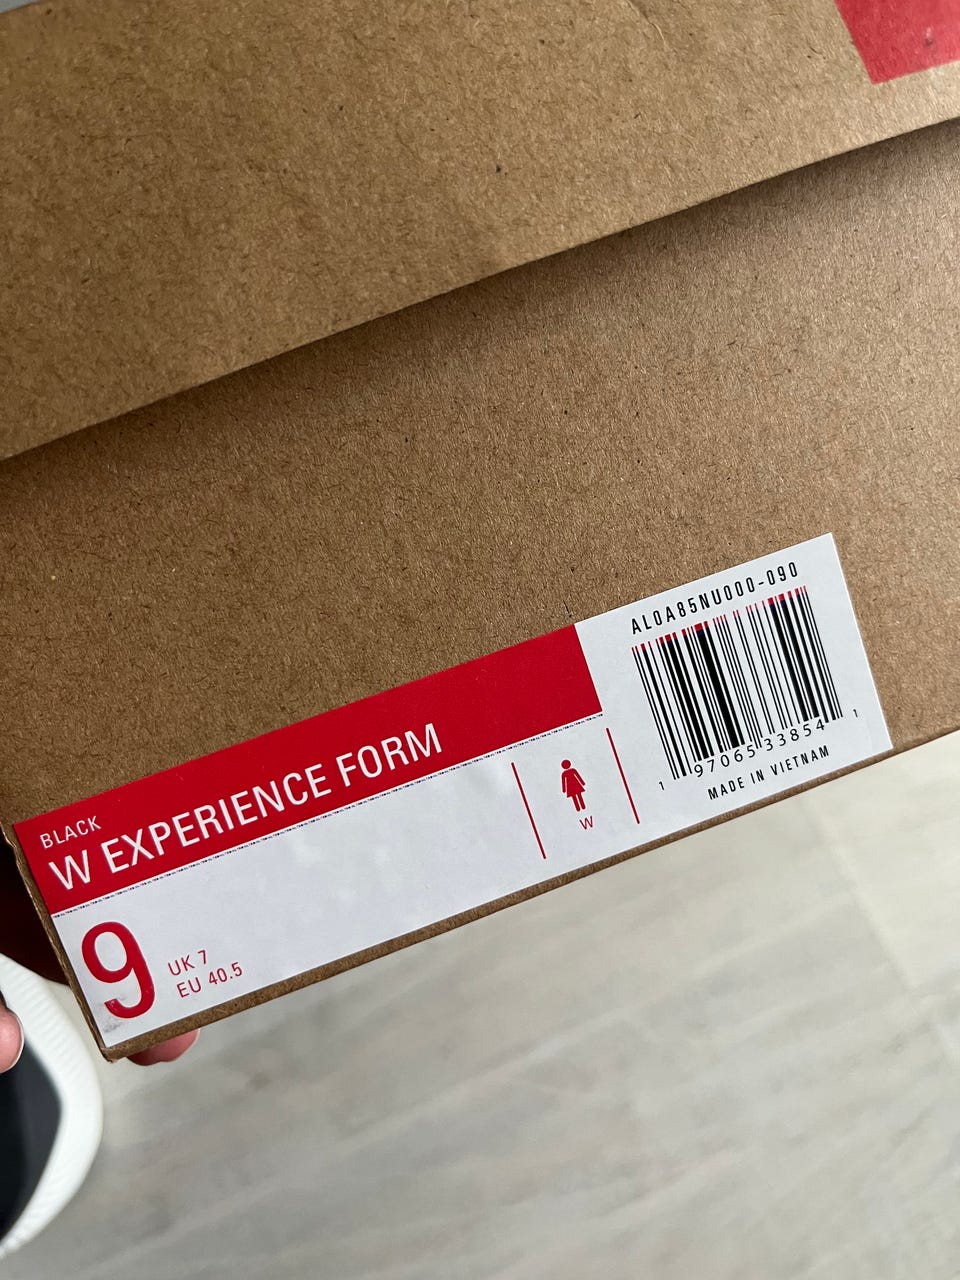 BLACK
W EXPERIENCE FORM
9
UK 7
EU 40.5
W
AL0A85NU000-090
1 97065 33854 1
MADE IN VIETNAM